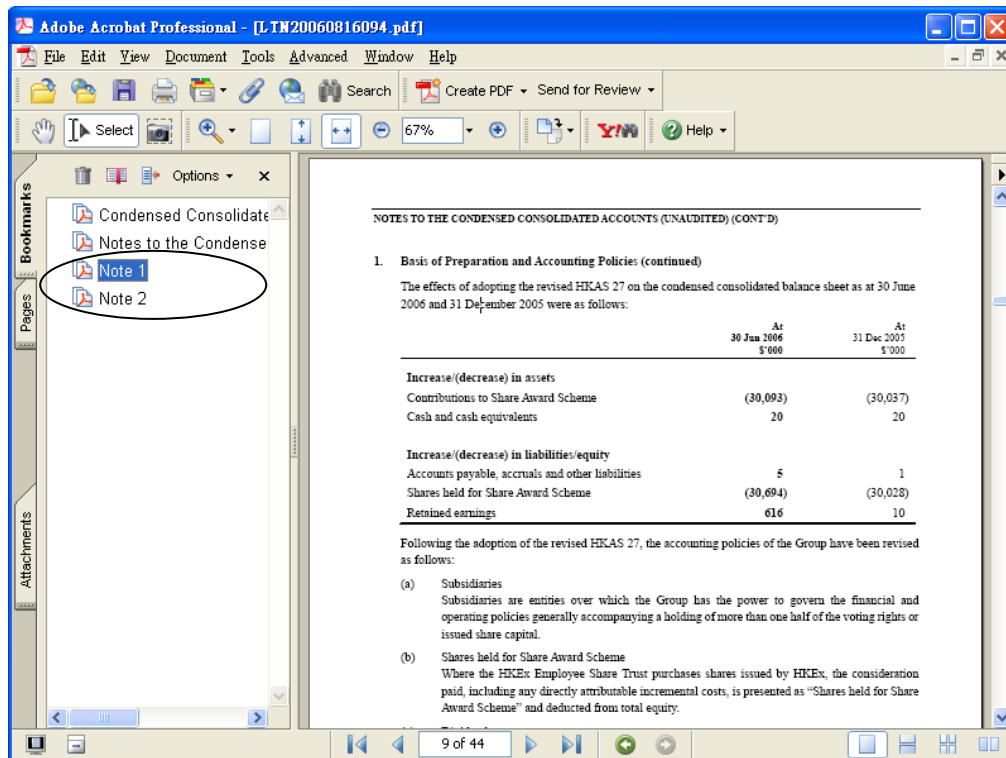 Adobe Acrobat Professional - [LTN20060816094.pdf]
File Edit View Document Tools Advanced Window Help
Search Create PDF Send for Review
Select 67% Y! Help
Options
Bookmarks
Pages
Attachments
Condensed Consolidate
Notes to the Condense
Note 1
Note 2
NOTES TO THE CONDENSED CONSOLIDATED ACCOUNTS (UNAUDITED) (CONT'D)
1. Basis of Preparation and Accounting Policies (continued)
The effects of adopting the revised HKAS 27 on the condensed consolidated balance sheet as at 30 June
2006 and 31 December 2005 were as follows:
At At
30 Jun 2006 31 Dec 2005
$'000 $'000
Increase/(decrease) in assets
Contributions to Share Award Scheme (30,093) (30,037)
Cash and cash equivalents 20 20
Increase/(decrease) in liabilities/equity
Accounts payable, accruals and other liabilities 5 1
Shares held for Share Award Scheme (30,694) (30,028)
Retained earnings 616 10
Following the adoption of the revised HKAS 27, the accounting policies of the Group have been revised
as follows:
(a) Subsidiaries
Subsidiaries are entities over which the Group has the power to govern the financial and
operating policies generally accompanying a holding of more than one half of the voting rights or
issued share capital.
(b) Shares held for Share Award Scheme
Where the HKEx Employee Share Trust purchases shares issued by HKEx, the consideration
paid, including any directly attributable incremental costs, is presented as “Shares held for Share
Award Scheme” and deducted from total equity.
9 of 44